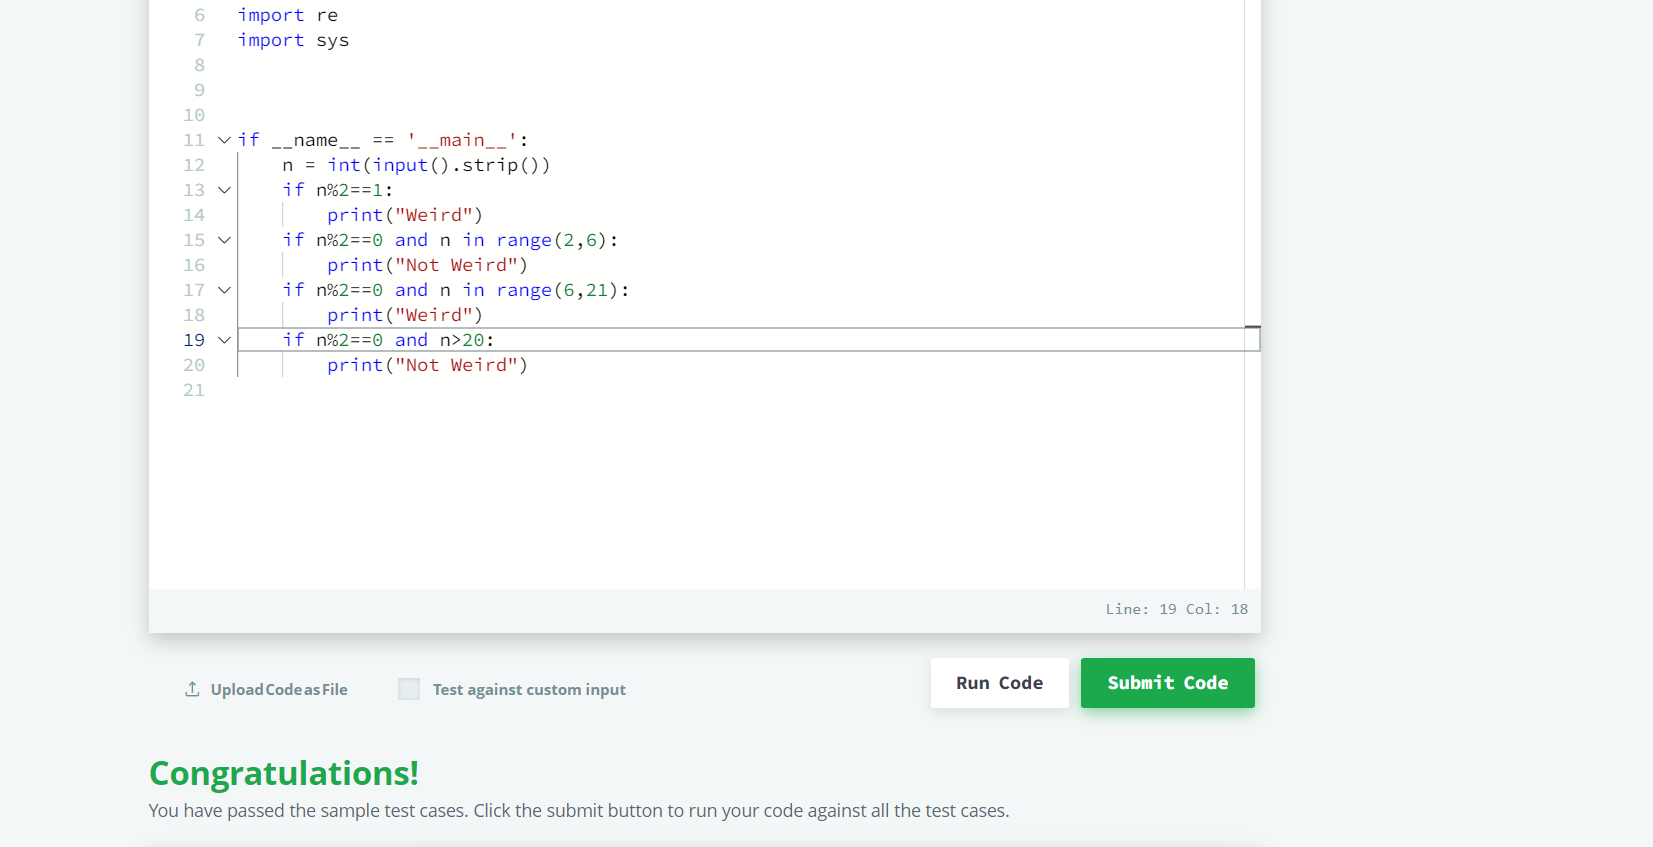 6 import re
7 import sys
8
9
10
11 if __name__ == '__main__':
12     n = int(input().strip())
13     if n%2==1:
14         print("Weird")
15     if n%2==0 and n in range(2,6):
16         print("Not Weird")
17     if n%2==0 and n in range(6,21):
18         print("Weird")
19     if n%2==0 and n>20:
20         print("Not Weird")
21
Line: 19 Col: 18
Upload Code as File Test against custom input Run Code Submit Code
Congratulations!
You have passed the sample test cases. Click the submit button to run your code against all the test cases.